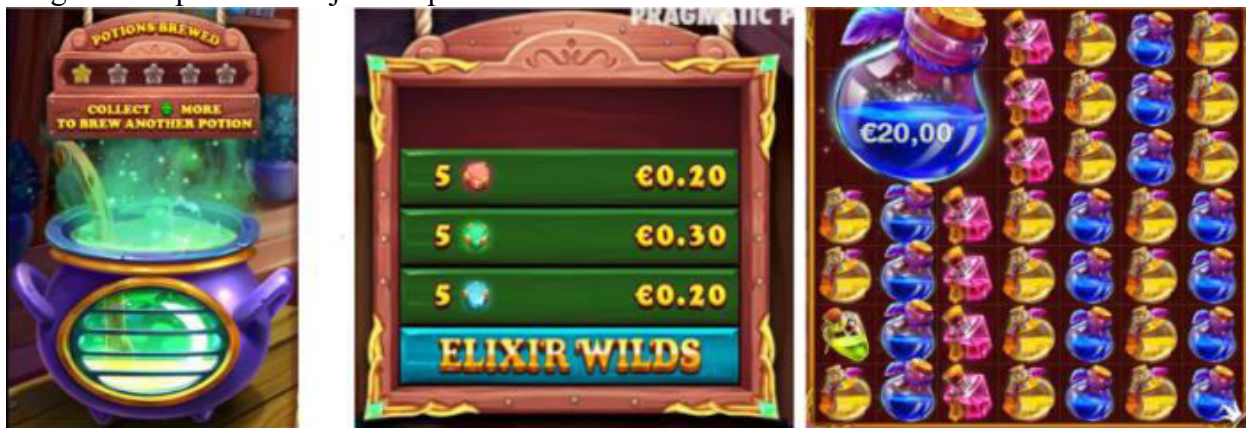 POTIONS BREWED
COLLECT MORE
TO BREW ANOTHER POTION
PRAGMATIC P
5 €0.20
5 €0.30
5 €0.20
ELIXIR WILDS
€20,00